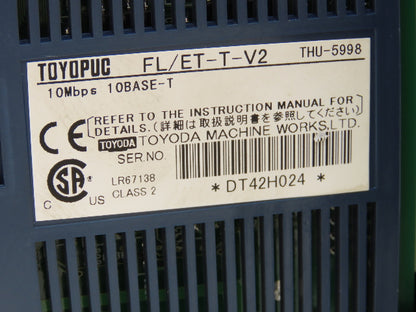 TOYOPUC FL/ET-T-V2 THU-5998
10Mbps 10BASE-T
REFER TO THE INSTRUCTION MANUAL FOR
DETAILS. (詳細は取扱説明書を参照してください)
CE TOYODA TOYODA MACHINE WORKS,LTD.
SER.NO.
SA LR67138
C US CLASS 2
* DT42H024 *